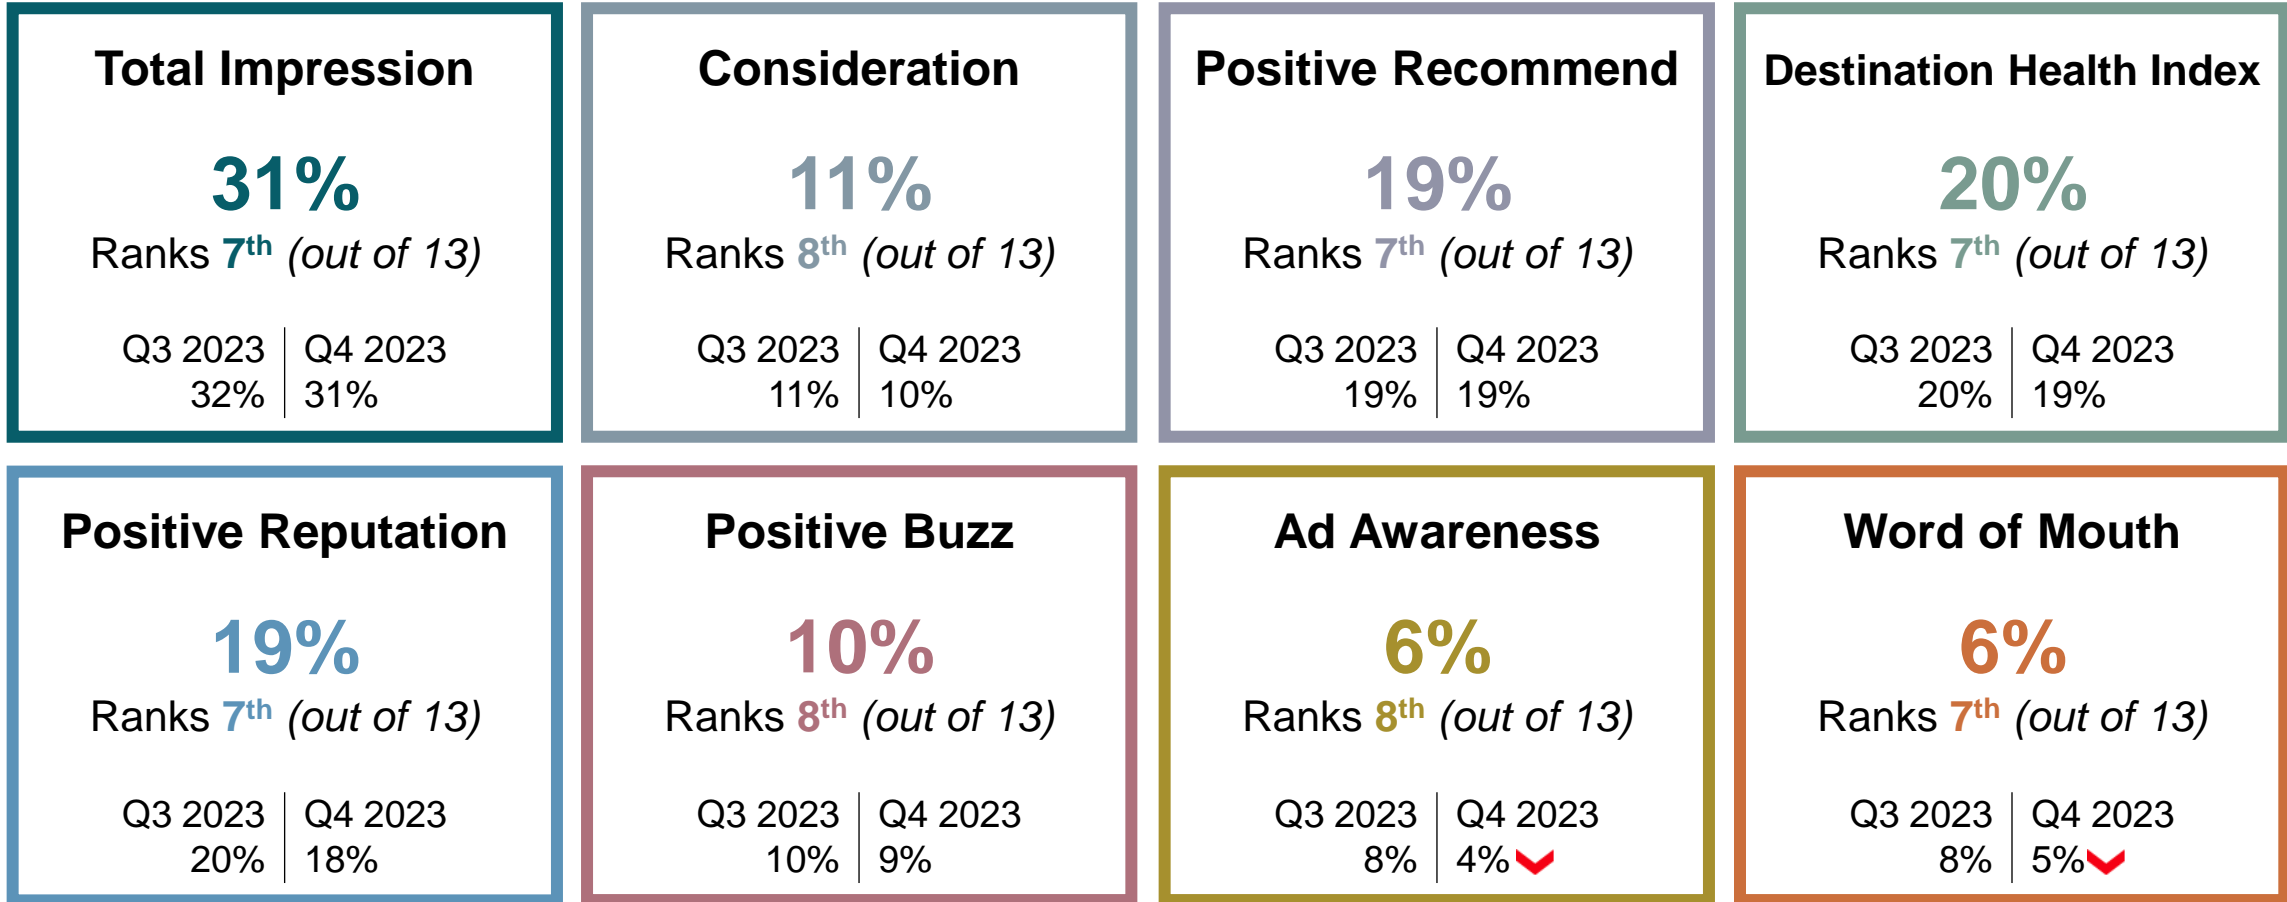 Total Impression
31%
Ranks 7th (out of 13)
Q3 2023 Q4 2023
32% 31%
Consideration
11%
Ranks 8th (out of 13)
Q3 2023 Q4 2023
11% 10%
Positive Recommend
19%
Ranks 7th (out of 13)
Q3 2023 Q4 2023
19% 19%
Destination Health Index
20%
Ranks 7th (out of 13)
Q3 2023 Q4 2023
20% 19%
Positive Reputation
19%
Ranks 7th (out of 13)
Q3 2023 Q4 2023
20% 18%
Positive Buzz
10%
Ranks 8th (out of 13)
Q3 2023 Q4 2023
10% 9%
Ad Awareness
6%
Ranks 8th (out of 13)
Q3 2023 Q4 2023
8% 4%
Word of Mouth
6%
Ranks 7th (out of 13)
Q3 2023 Q4 2023
8% 5%